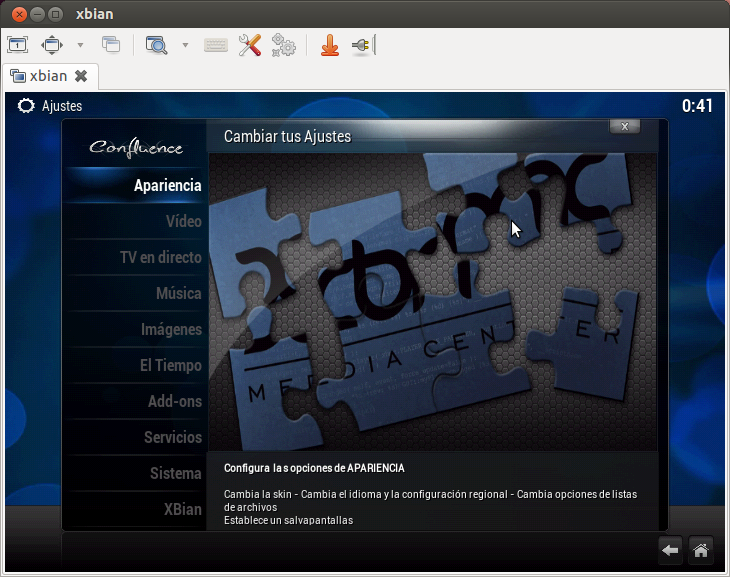 xbian
xbian
Ajustes
0:41
Confluence
Cambiar tus Ajustes
x
Apariencia
Vídeo
TV en directo
Música
Imágenes
El Tiempo
Add-ons
Servicios
Sistema
XBian
xbmc
MEDIA CENTER
Configura las opciones de APARIENCIA
Cambia la skin - Cambia el idioma y la configuración regional - Cambia opciones de listas
de archivos
Establece un salvapantallas